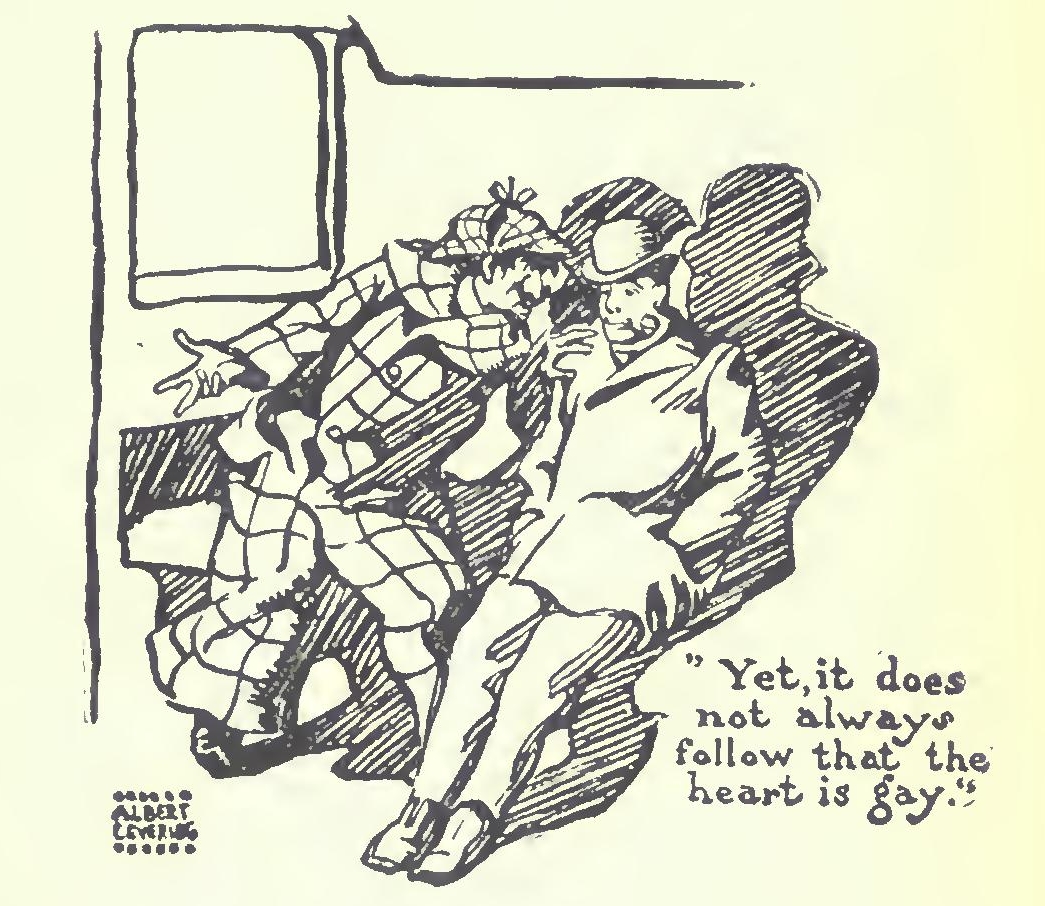 " Yet, it does
not always
follow that the
heart is gay."
ALBERT
LEVERING